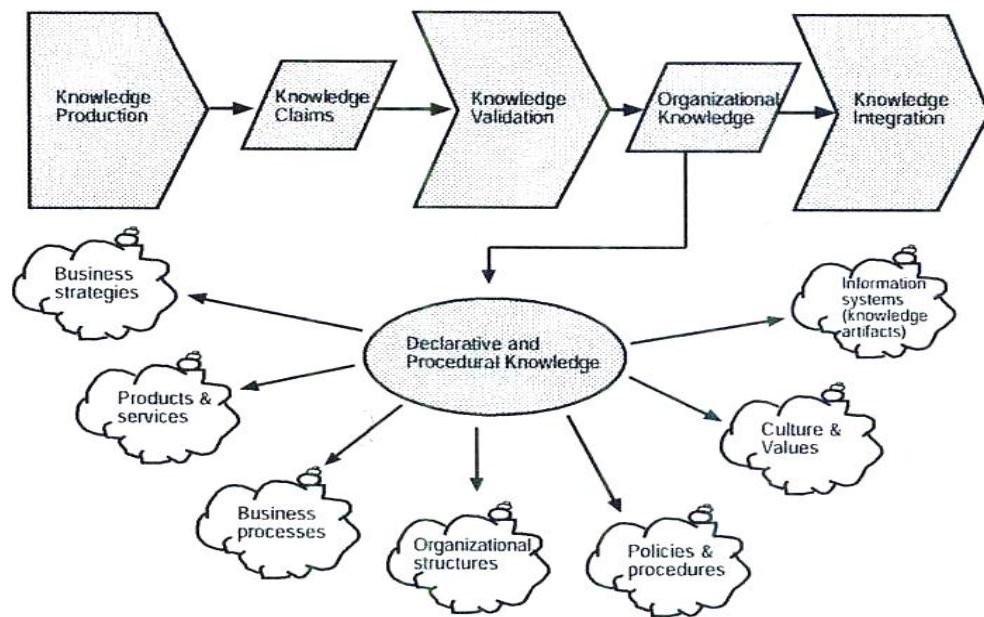 Knowledge
Production
Knowledge
Claims
Knowledge
Validation
Organizational
Knowledge
Knowledge
Integration
Business
strategies
Information
systems
(knowledge
artifacts)
Declarative and
Procedural Knowledge
Products &
services
Culture &
Values
Business
processes
Organizational
structures
Policies &
procedures